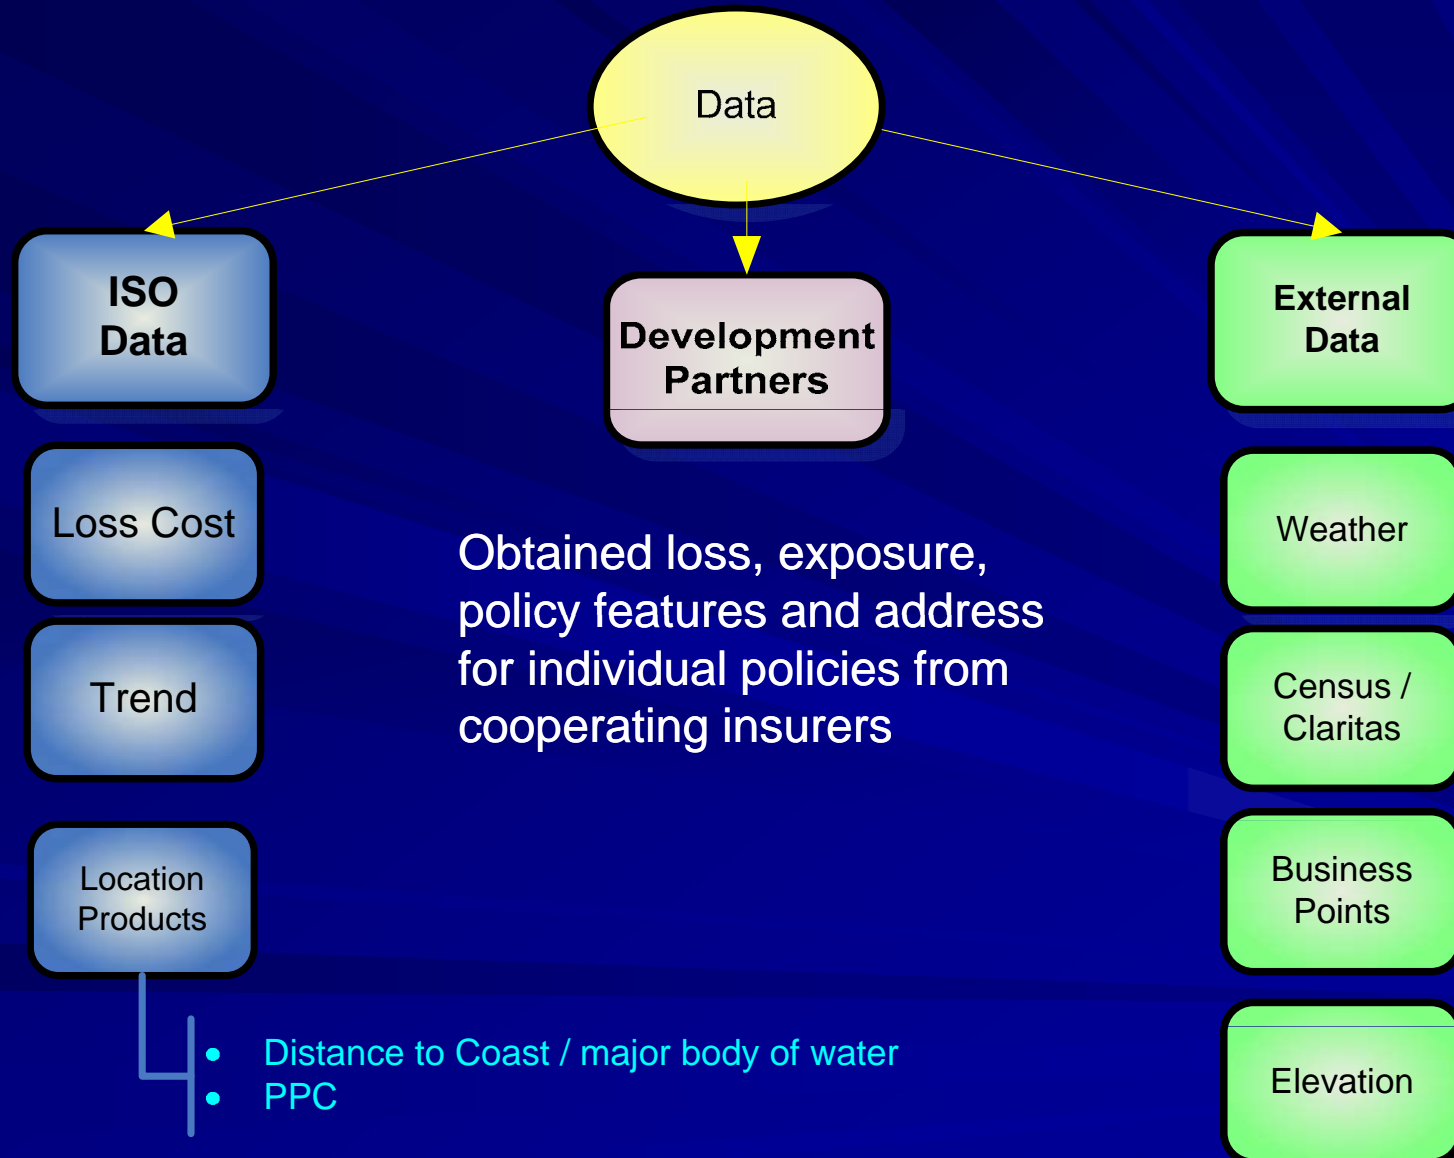 Data
ISO
Data
Development
Partners
External
Data
Loss Cost
Trend
Location
Products
• Distance to Coast / major body of water
• PPC
Obtained loss, exposure,
policy features and address
for individual policies from
cooperating insurers
Weather
Census /
Claritas
Business
Points
Elevation